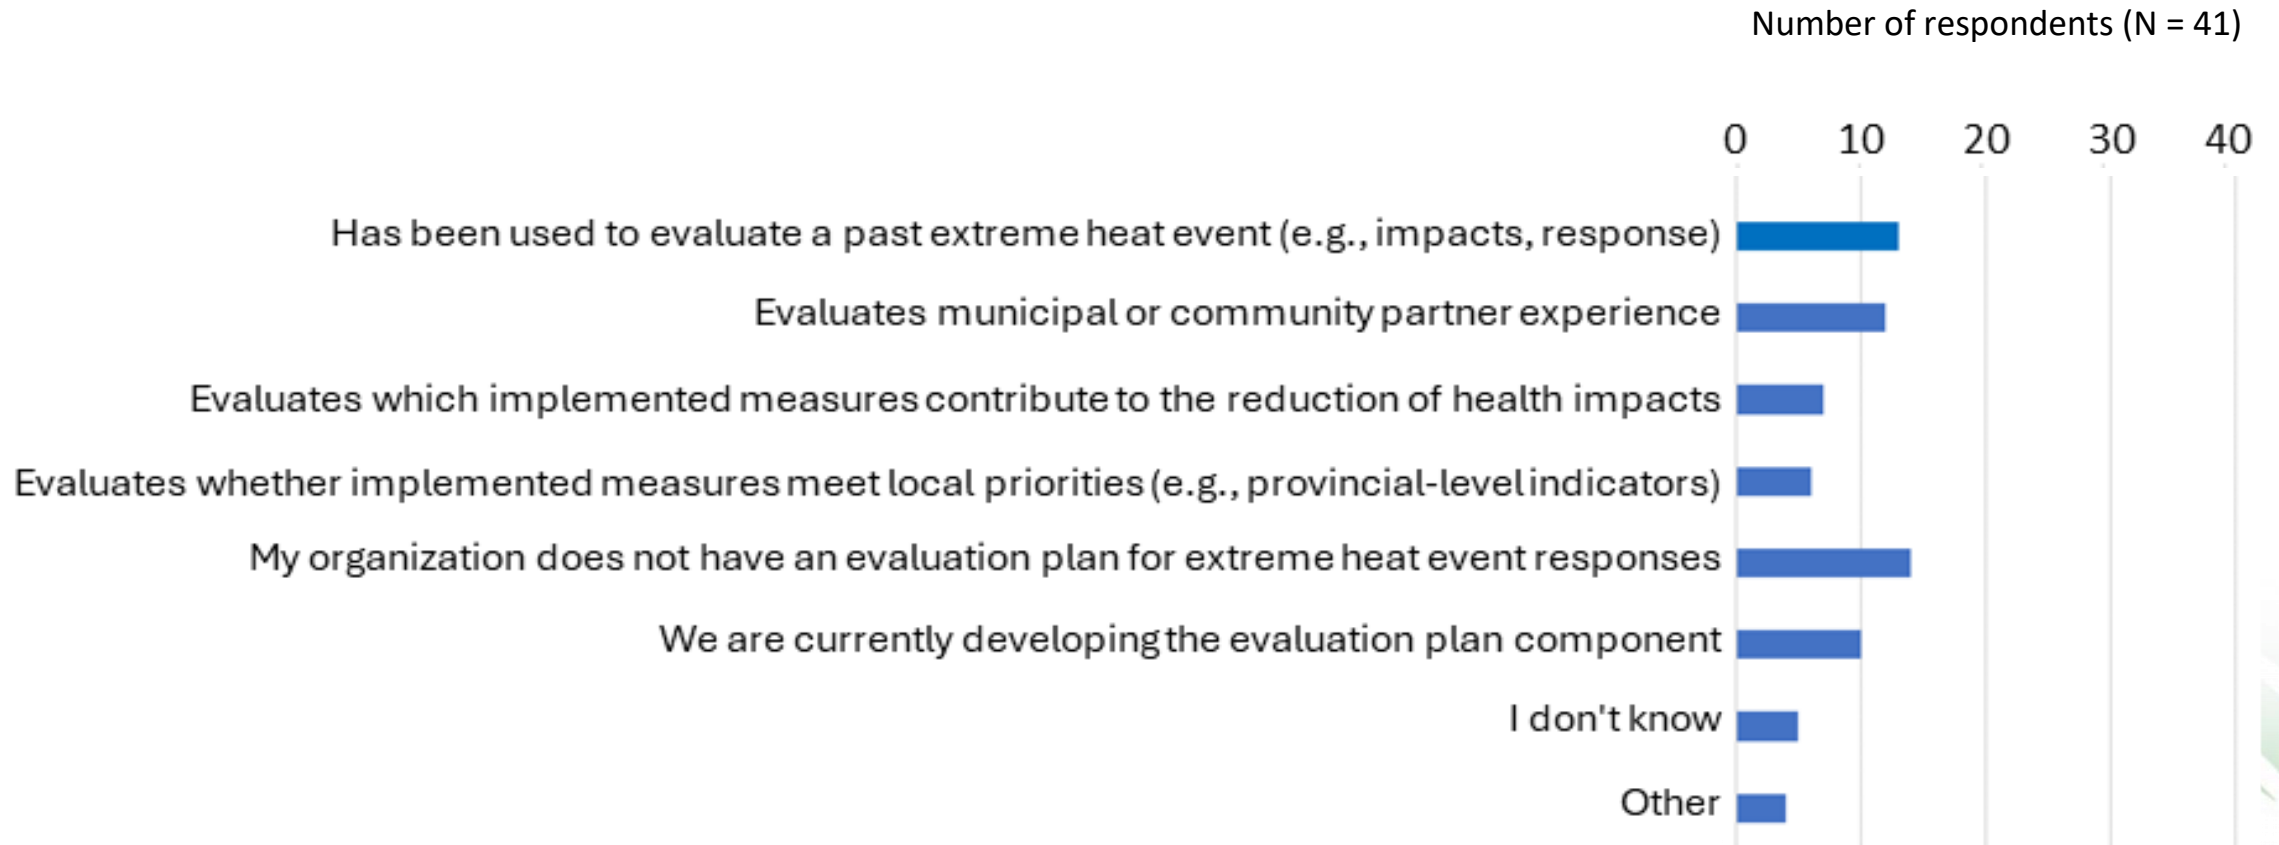 Number of respondents (N = 41)
0 10 20 30 40
Has been used to evaluate a past extreme heat event (e.g., impacts, response)
Evaluates municipal or community partner experience
Evaluates which implemented measures contribute to the reduction of health impacts
Evaluates whether implemented measures meet local priorities (e.g., provincial-level indicators)
My organization does not have an evaluation plan for extreme heat event responses
We are currently developing the evaluation plan component
I don't know
Other